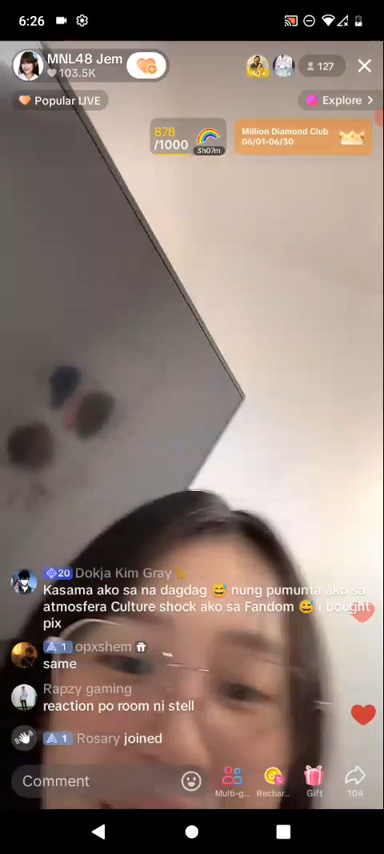 6:26
MNL48 Jem
103.5K
127
Popular LIVE
Explore >
878
/1000
3h07m
Million Diamond Club
06/01-06/30
20 Dokja Kim Gray
Kasama ako sa na dagdag 😅 nung pumunta ako sa
atmosfera Culture shock ako sa Fandom 😅 I bought
pix
1 opxshem
same
Rapzy gaming
reaction po room ni stell
1 Rosary joined
Comment
Multi-g...
Rechar...
Gift
104